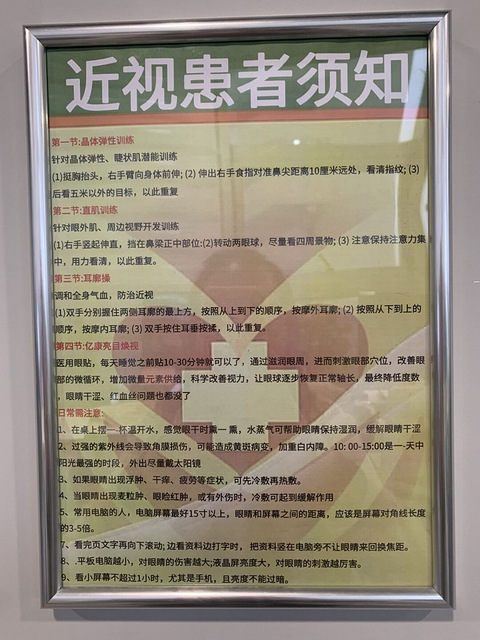 近视患者须知
第一节:晶体弹性训练
针对晶体弹性、睫状肌潜能训练
(1)挺胸抬头，右手臂向身体前伸; (2) 伸出右手食指对准鼻尖距离10厘米远处，看清指纹; (3)
后看五米以外的目标，以此重复
第二节:直肌训练
针对眼外肌、周边视野开发训练
(1)右手竖起伸直，挡在鼻梁正中部位:(2)转动两眼球，尽量看四周景物; (3) 注意保持注意力集
中，用力看清，以此重复。
第三节:耳廓操
调和全身气血，防治近视
(1)双手分别握住两侧耳廓的最上方，按照从上到下的顺序，按摩外耳廓; (2) 按照从下到上的
顺序，按摩内耳廓; (3) 双手按住耳垂按揉，以此重复。
第四节:亿康亮目焕视
医用眼贴，每天睡觉之前贴10-30分钟就可以了，通过滋润眼周，进而刺激眼部穴位，改善眼
部的微循环，增加微量元素供给，科学改善视力，让眼球逐步恢复正常轴长，最终降低度数
，眼睛干涩、红血丝问题也都没了
日常需注意:
1、在桌上摆一-杯温开水，感觉眼干时熏一 熏，水蒸气可帮助眼睛保持湿润，缓解眼睛干涩
2、过强的紫外线会导致角膜损伤，可能造成黄斑病变，加重白内障。10: 00-15:00是一-天中
阳光最强的时段，外出尽量戴太阳镜
3、如果眼睛出现浮肿、干痒、疲劳等症状，可先冷敷再热敷。
4、当眼睛出现麦粒肿、眼睑红肿，或有外伤时，冷敷可起到缓解作用
5、常用电脑的人，电脑屏幕最好15寸以上，眼睛和屏幕之间的距离，应该是屏幕对角线长度
的3-5倍。
7、看完页文字再向下滚动; 边看资料边打字时， 把资料竖在电脑旁不让眼睛来回换焦距。
8、.平板电脑越小，对眼睛的伤害越大;液晶屏亮度大，对眼睛的刺激越厉害。
9、看小屏幕不超过1小时，尤其是手机，且亮度不能过暗。